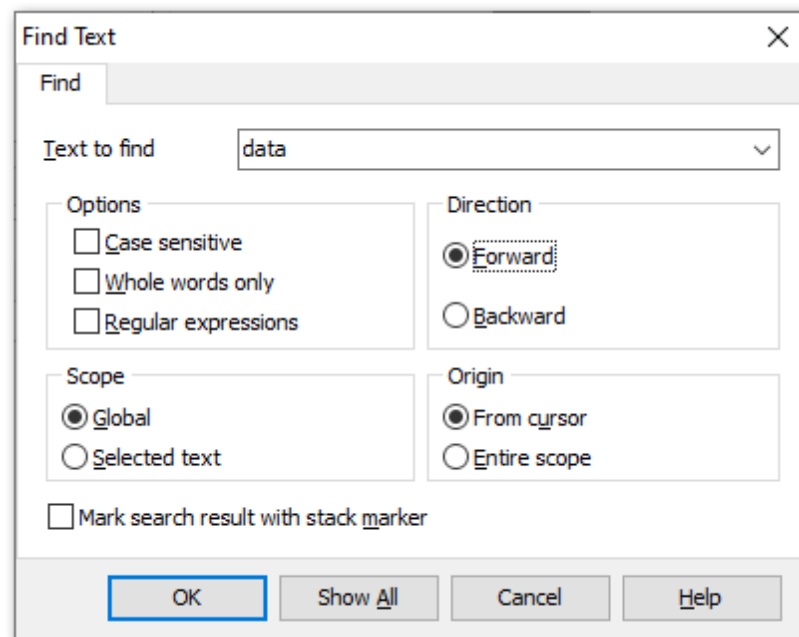 Find Text
Find
Text to find data
Options
Case sensitive
Whole words only
Regular expressions
Direction
Forward
Backward
Scope
Global
Selected text
Origin
From cursor
Entire scope
Mark search result with stack marker
OK Show All Cancel Help